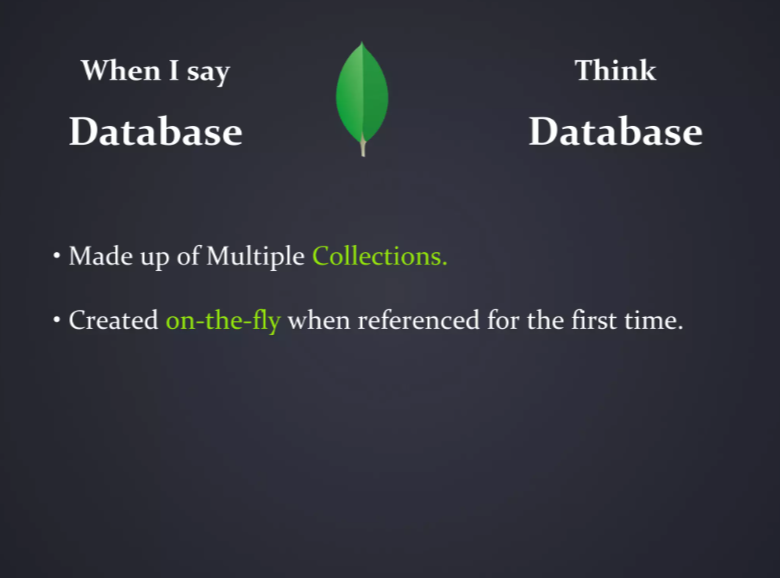 When I say
Think
Database
Database
• Made up of Multiple Collections.
• Created on-the-fly when referenced for the first time.